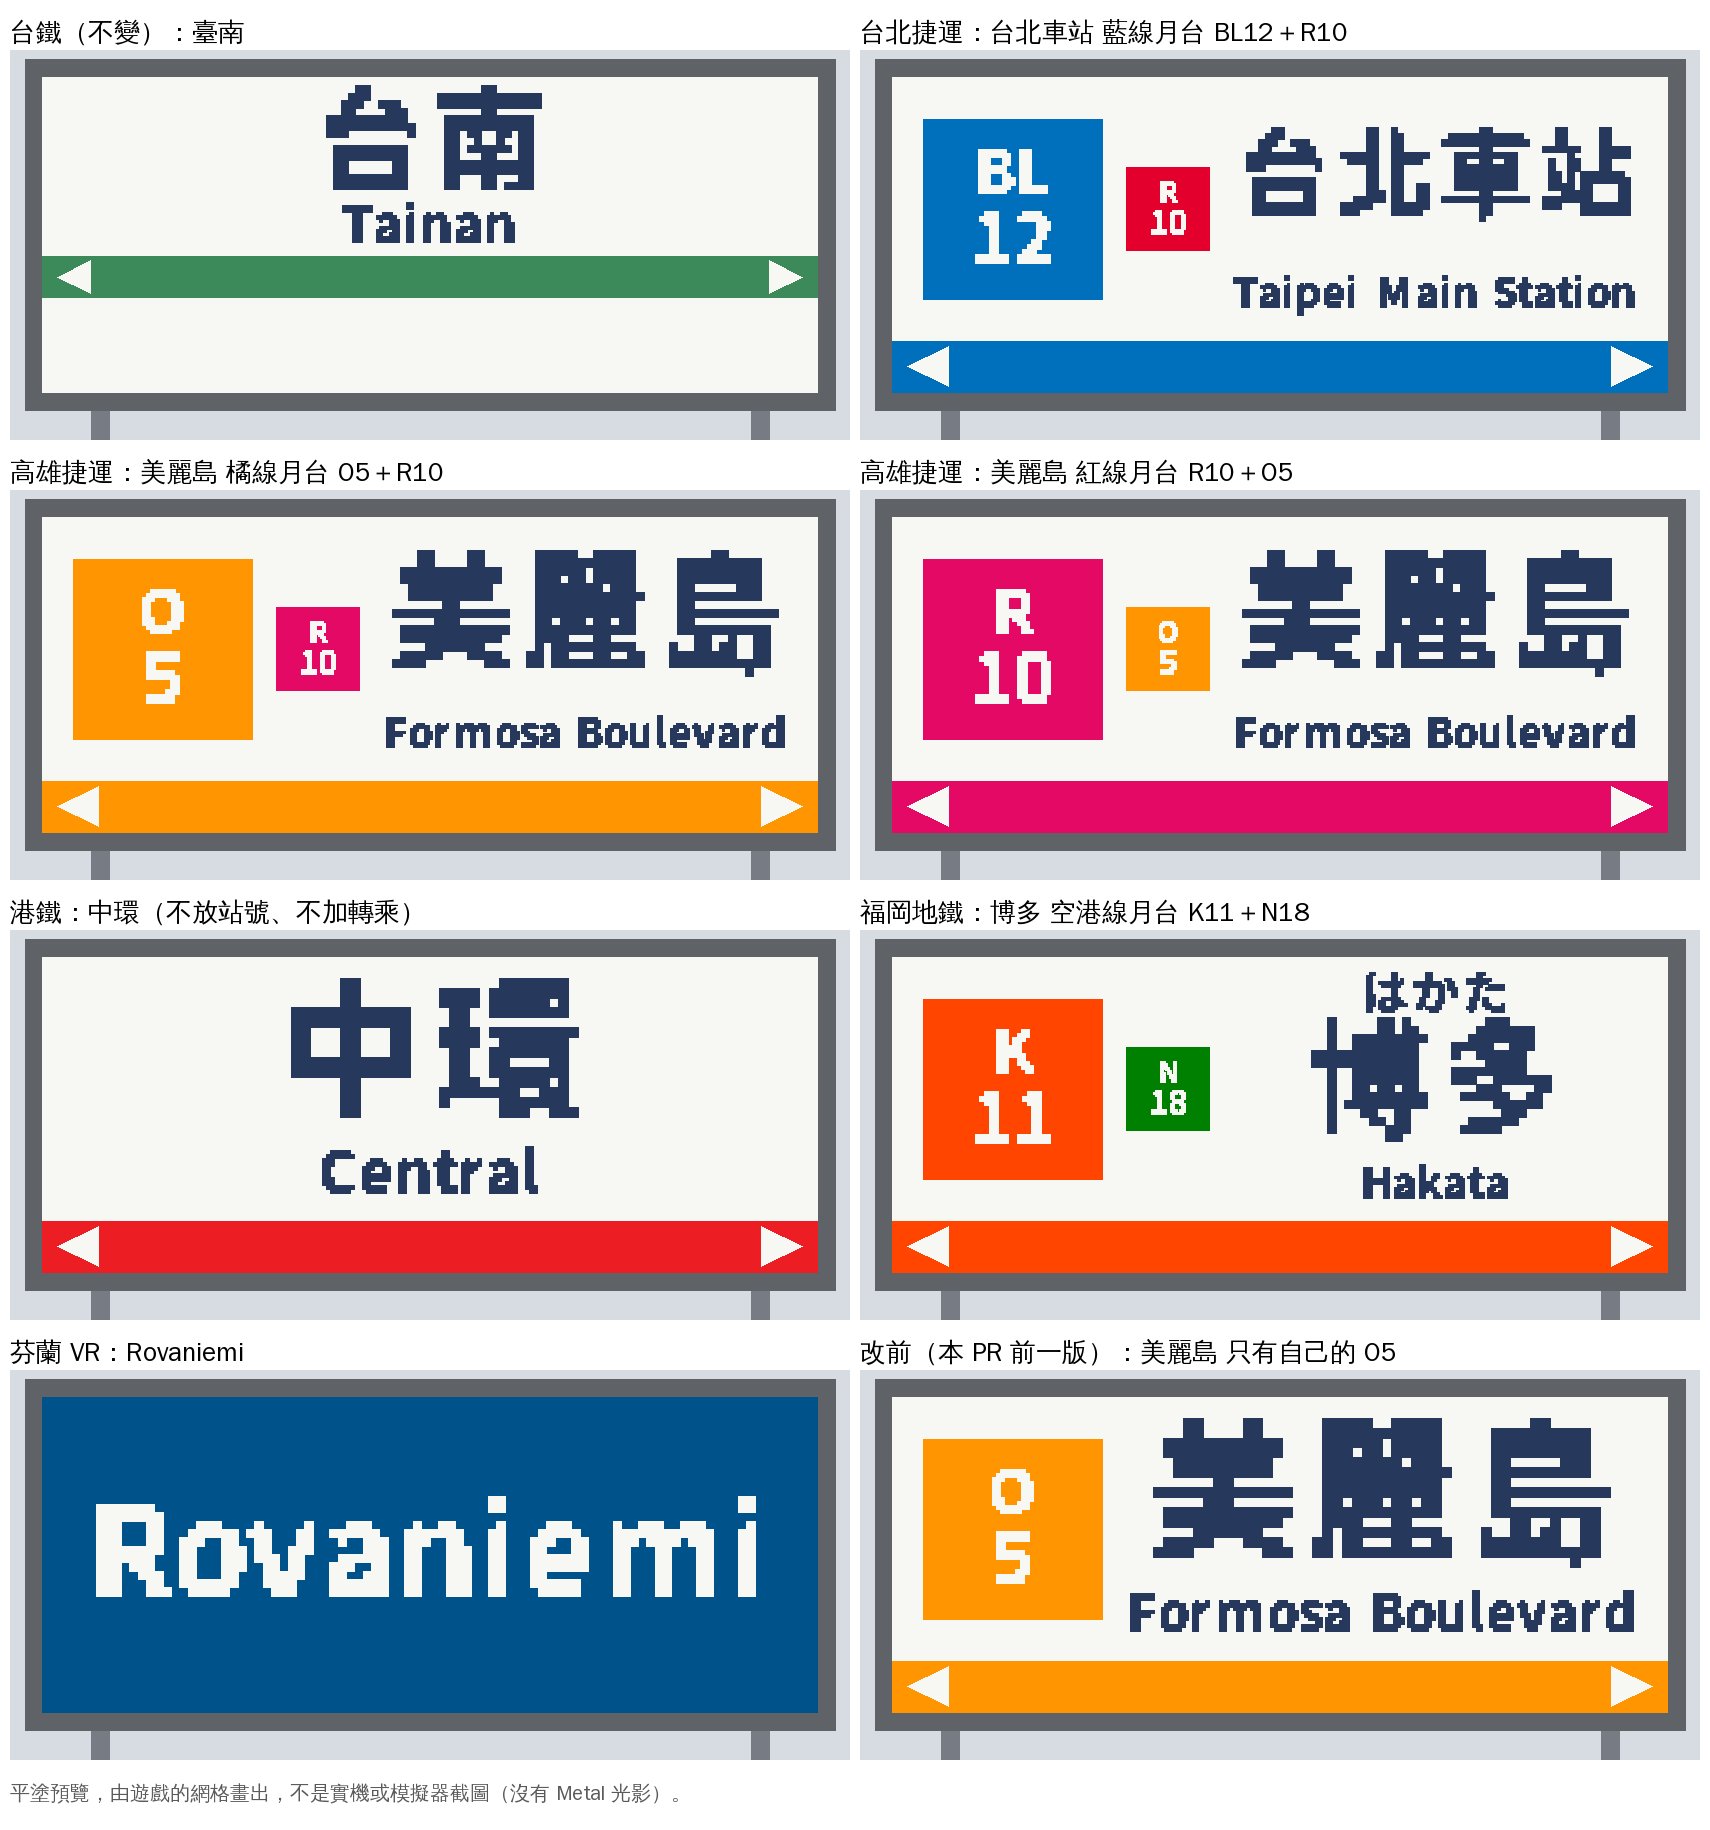 台鐵（不變）：臺南
台南
Tainan
台北捷運：台北車站 藍線月台 BL12＋R10
BL
12
R
10
台北車站
Taipei Main Station
高雄捷運：美麗島 橘線月台 O5＋R10
O
5
R
10
美麗島
Formosa Boulevard
高雄捷運：美麗島 紅線月台 R10＋O5
R
10
O
5
美麗島
Formosa Boulevard
港鐵：中環（不放站號、不加轉乘）
中環
Central
福岡地鐵：博多 空港線月台 K11＋N18
K
11
N
18
はかた
博多
Hakata
芬蘭 VR：Rovaniemi
Rovaniemi
改前（本 PR 前一版）：美麗島 只有自己的 O5
O
5
美麗島
Formosa Boulevard
平塗預覽，由遊戲的網格畫出，不是實機或模擬器截圖（沒有 Metal 光影）。